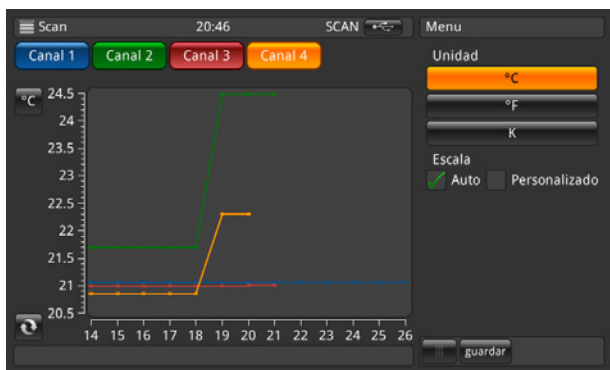 Scan 20:46 SCAN Menu
Canal 1 Canal 2 Canal 3 Canal 4
Unidad
°C
°F
K
Escala
Auto Personalizado
°C
24.5
24
23.5
23
22.5
22
21.5
21
20.5
14 15 16 17 18 19 20 21 22 23 24 25 26
guardar